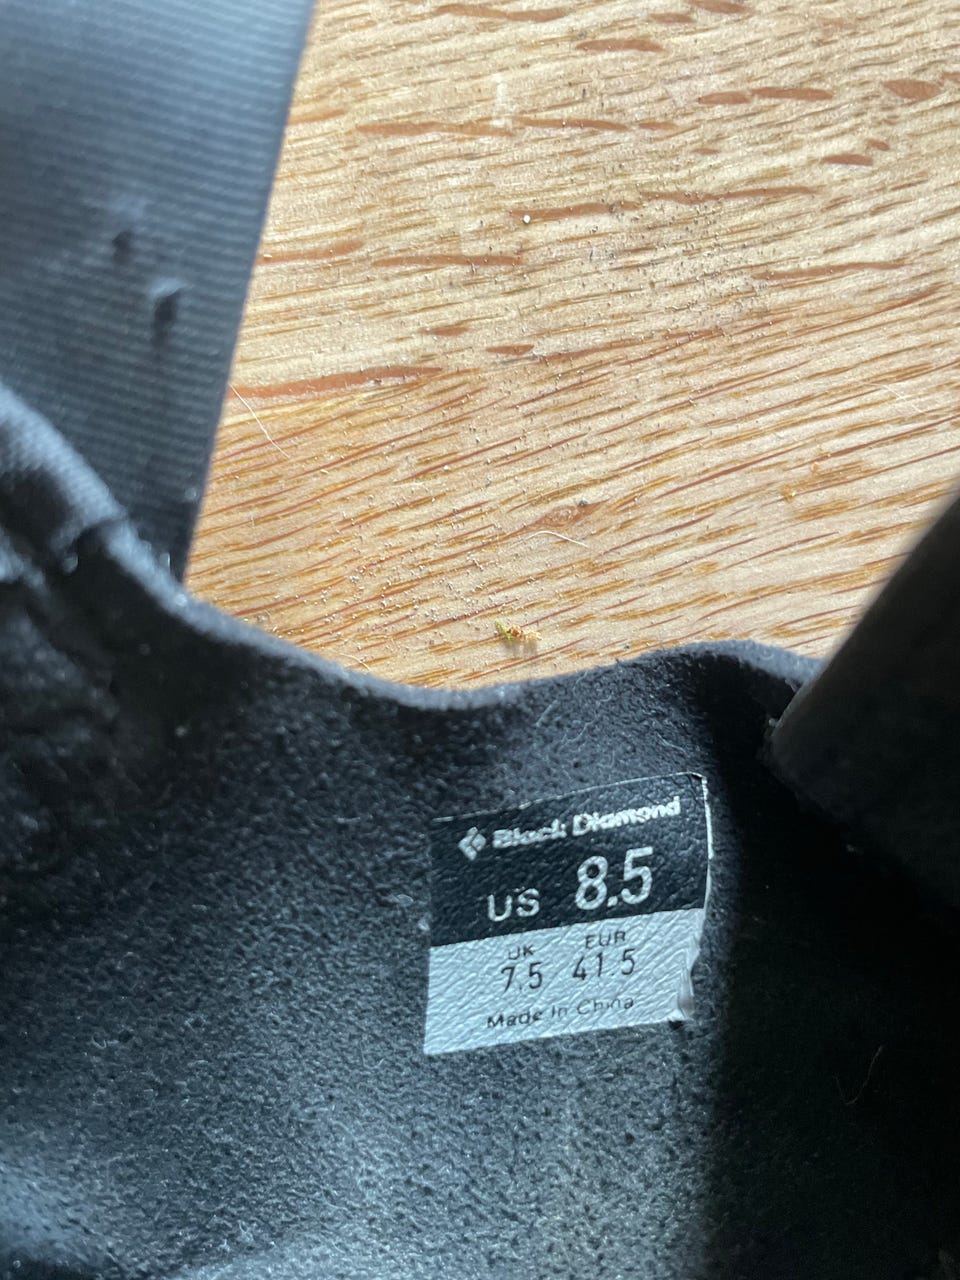 Black Diamond
US 8.5
UK EUR
7.5 41.5
Made in China